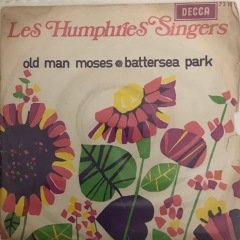 DECCA
Les Humphries Singers
old man moses battersea park